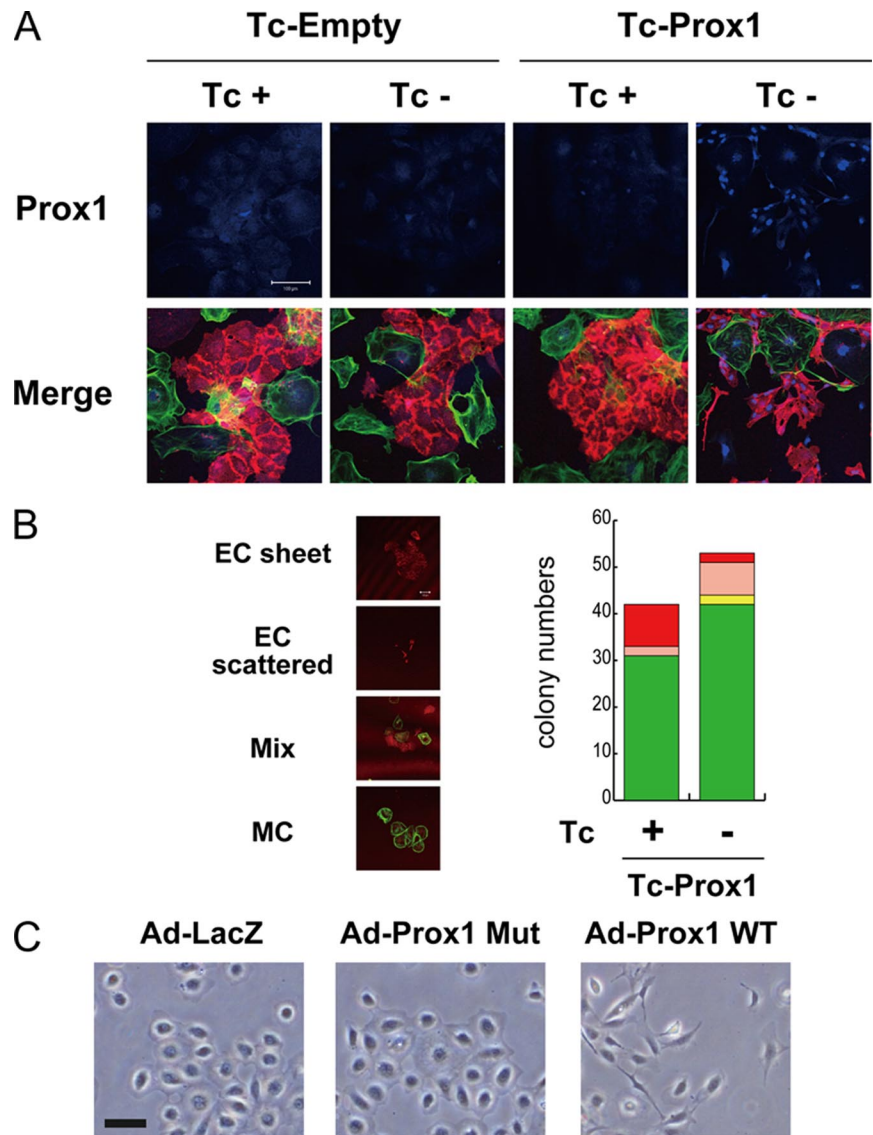 A
Tc-Empty
Tc-Prox1
Tc +
Tc -
Tc +
Tc -
Prox1
100μm
Merge
B
EC sheet
EC
scattered
Mix
MC
60
50
40
30
20
10
0
colony numbers
Tc
+
-
Tc-Prox1
C
Ad-LacZ
Ad-Prox1 Mut
Ad-Prox1 WT